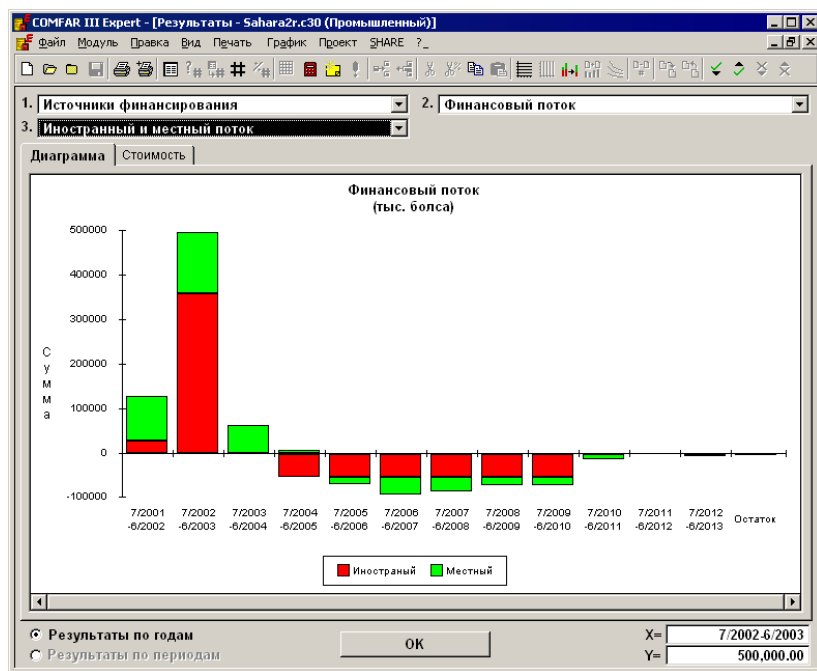 COMFAR III Expert - [Результаты - Sahara2r.c30 (Промышленный)]
Файл Модуль Правка Вид Печать График Проект SHARE ?_
1. Источники финансирования 2. Финансовый поток
3. Иностранный и местный поток
Диаграмма Стоимость
Финансовый поток
(тыс. болса)
500000
400000
300000
200000
100000
0
-100000
Сумма
7/2001 7/2002 7/2003 7/2004 7/2005 7/2006 7/2007 7/2008 7/2009 7/2010 7/2011 7/2012 Остаток
-6/2002 -6/2003 -6/2004 -6/2005 -6/2006 -6/2007 -6/2008 -6/2009 -6/2010 -6/2011 -6/2012 -6/2013
Иностраный Местный
Результаты по годам
Результаты по периодам
OK
X= 7/2002-6/2003
Y= 500,000.00